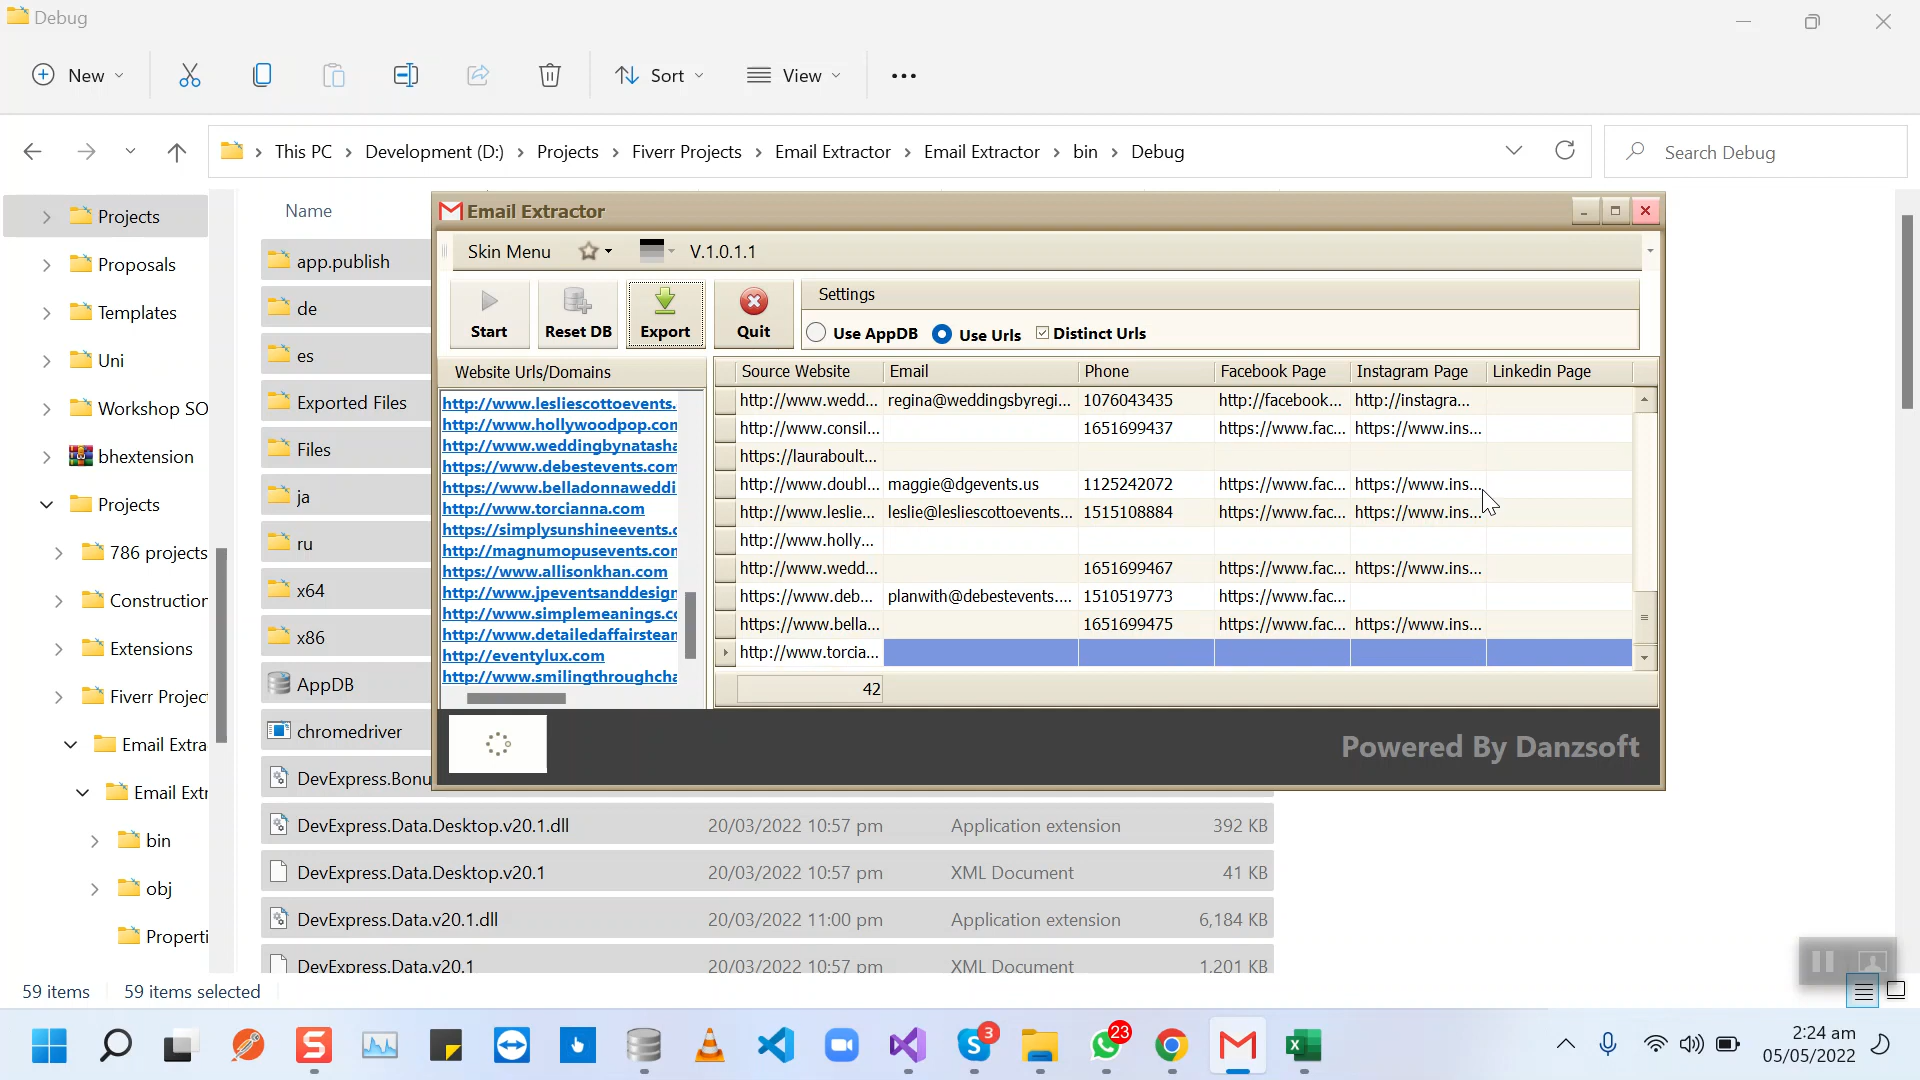 Debug
New
Sort
View
This PC > Development (D:) > Projects > Fiverr Projects > Email Extractor > Email Extractor > bin > Debug
Search Debug
Projects
Proposals
Templates
Uni
Workshop SO
bhextension
Projects
786 projects
Construction
Extensions
Fiverr Projec
Email Extra
Email Extr
bin
obj
Properti
Name
app.publish
de
es
Exported Files
Files
ja
ru
x64
x86
AppDB
chromedriver
DevExpress.Bonu
DevExpress.Data.Desktop.v20.1.dll 20/03/2022 10:57 pm Application extension 392 KB
DevExpress.Data.Desktop.v20.1 20/03/2022 10:57 pm XML Document 41 KB
DevExpress.Data.v20.1.dll 20/03/2022 11:00 pm Application extension 6,184 KB
DevExpress.Data.v20.1 20/03/2022 10:57 pm XML Document 1,201 KB
Email Extractor
Skin Menu V.1.0.1.1
Start Reset DB Export Quit
Settings
Use AppDB Use Urls Distinct Urls
Website Urls/Domains
http://www.lesliescottoevents.
http://www.hollywoodpop.com
http://www.weddingbynatasha
https://www.debestevents.com
https://www.belladonnaweddi
http://www.torcianna.com
https://simplysunshineevents.c
http://magnumopusevents.com
https://www.allisonkhan.com
http://www.jpeventsanddesign
http://www.simplemeanings.co
http://www.detailedaffairsteam
http://eventylux.com
http://www.smilingthroughcha
Source Website Email Phone Facebook Page Instagram Page Linkedin Page
http://www.wedd... regina@weddingsbyregi... 1076043435 http://facebook... http://instagra...
http://www.consil... 1651699437 https://www.fac... https://www.ins...
https://lauraboult...
http://www.doubl... maggie@dgevents.us 1125242072 https://www.fac... https://www.ins...
http://www.leslie... leslie@lesliescottoevents... 1515108884 https://www.fac... https://www.ins...
http://www.holly...
http://www.wedd... 1651699467 https://www.fac... https://www.ins...
https://www.deb... planwith@debestevents.... 1510519773 https://www.fac...
https://www.bella... 1651699475 https://www.fac... https://www.ins...
http://www.torcia...
42
Powered By Danzsoft
59 items 59 items selected
3
23
2:24 am
05/05/2022